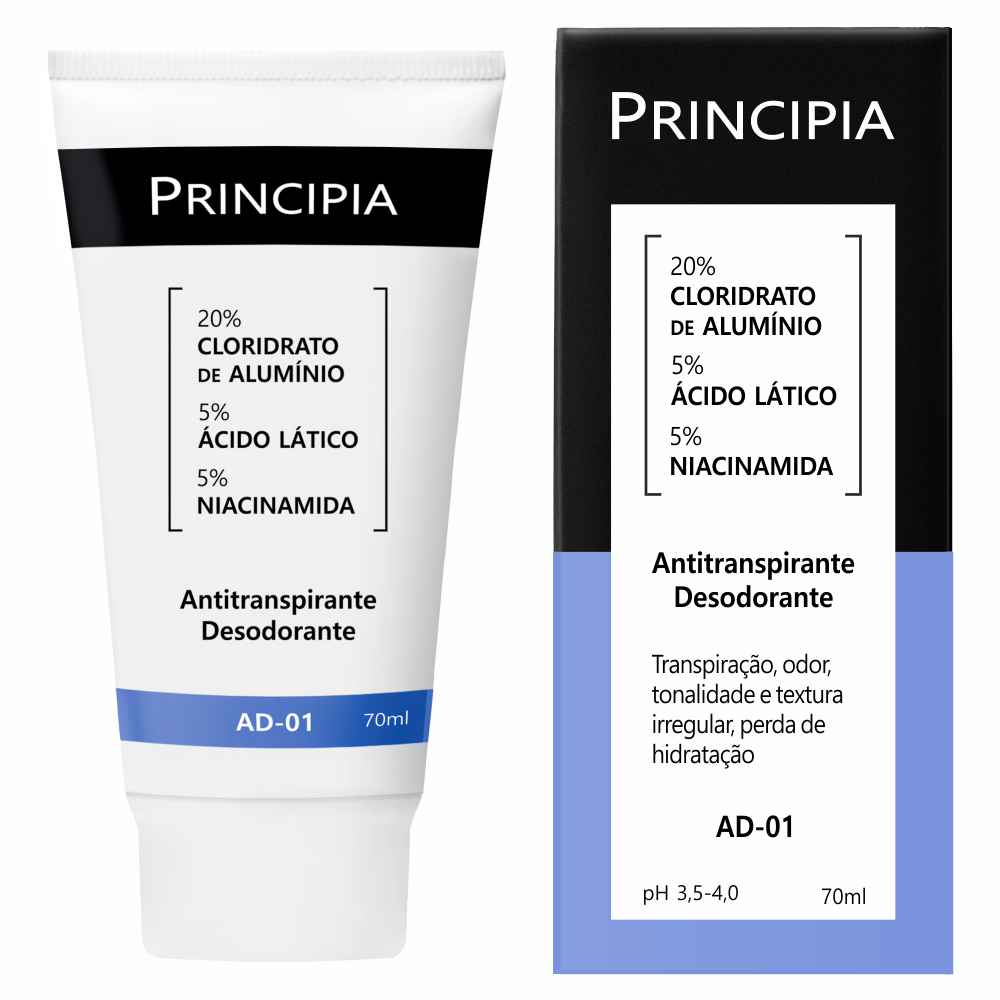 PRINCIPIA
20%
CLORIDRATO
DE ALUMÍNIO
5%
ÁCIDO LÁTICO
5%
NIACINAMIDA
Antitranspirante
Desodorante
AD-01 70ml
PRINCIPIA
20%
CLORIDRATO
DE ALUMÍNIO
5%
ÁCIDO LÁTICO
5%
NIACINAMIDA
Antitranspirante
Desodorante
Transpiração, odor,
tonalidade e textura
irregular, perda de
hidratação
AD-01
pH 3,5-4,0 70ml